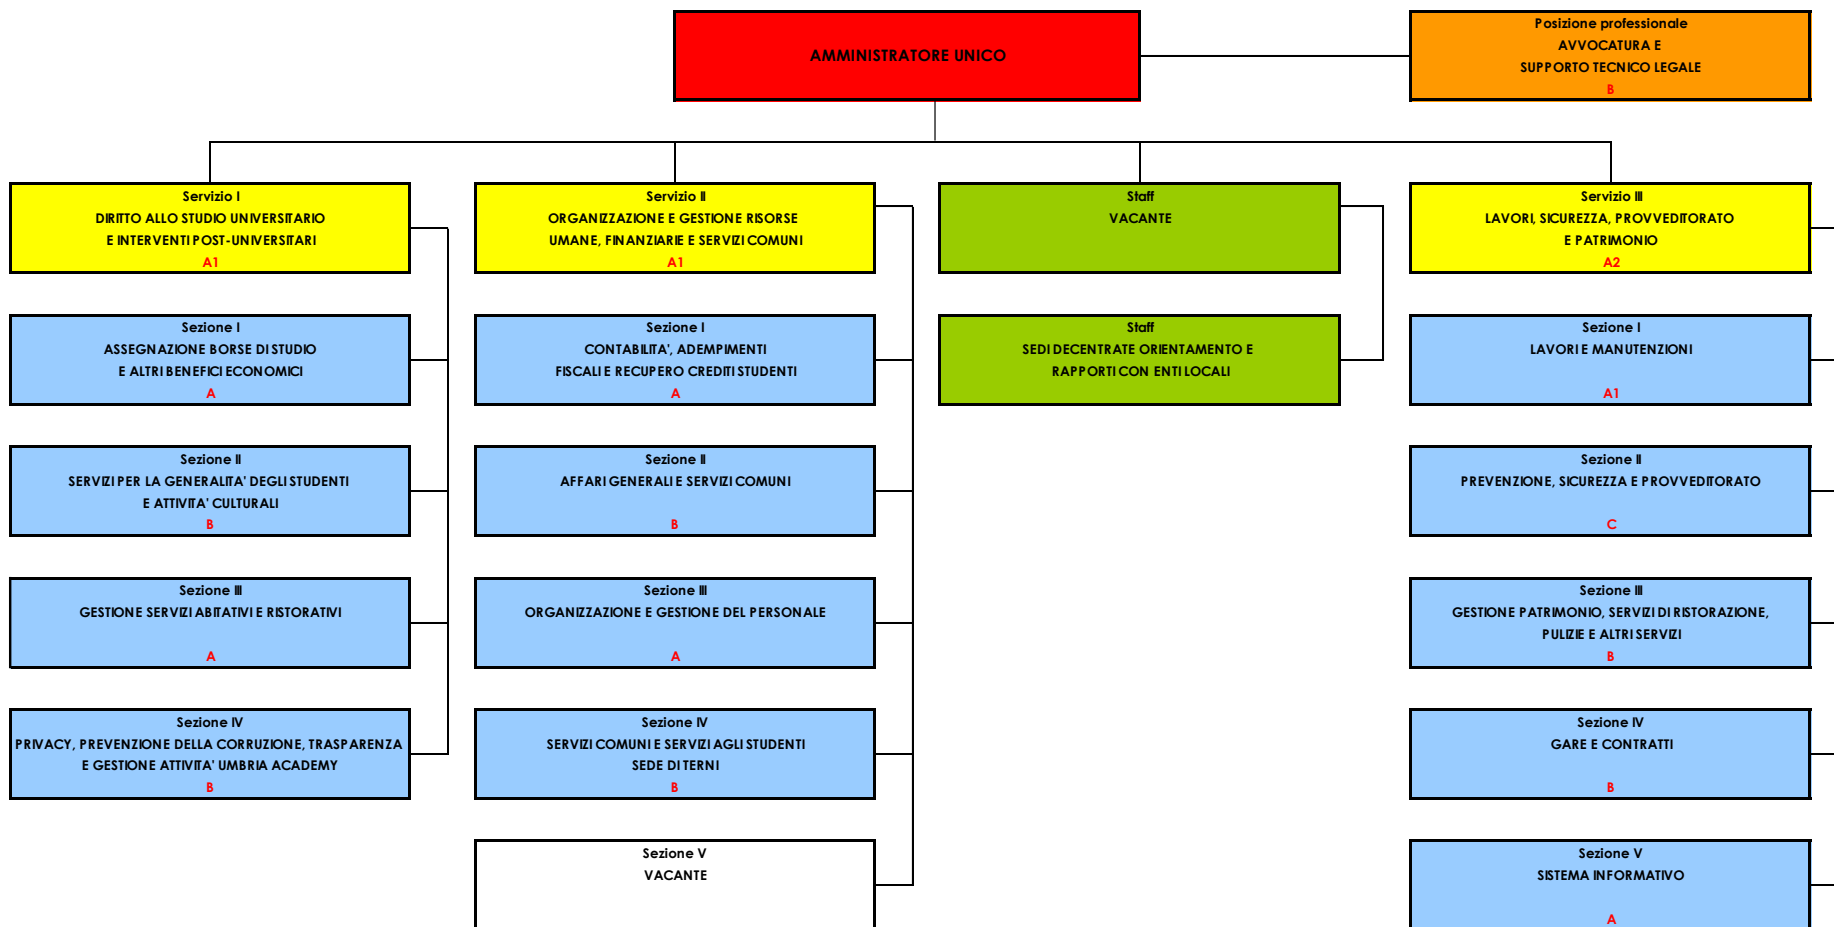 AMMINISTRATORE UNICO
Posizione professionale
AVVOCATURA E
SUPPORTO TECNICO LEGALE
B
Servizio I
DIRITTO ALLO STUDIO UNIVERSITARIO
E INTERVENTI POST-UNIVERSITARI
A1
Servizio II
ORGANIZZAZIONE E GESTIONE RISORSE
UMANE, FINANZIARIE E SERVIZI COMUNI
A1
Staff
VACANTE
Servizio III
LAVORI, SICUREZZA, PROVVEDITORATO
E PATRIMONIO
A2
Sezione I
ASSEGNAZIONE BORSE DI STUDIO
E ALTRI BENEFICI ECONOMICI
A
Sezione I
CONTABILITA', ADEMPIMENTI
FISCALI E RECUPERO CREDITI STUDENTI
A
Staff
SEDI DECENTRATE ORIENTAMENTO E
RAPPORTI CON ENTI LOCALI
Sezione I
LAVORI E MANUTENZIONI
A1
Sezione II
SERVIZI PER LA GENERALITA' DEGLI STUDENTI
E ATTIVITA' CULTURALI
B
Sezione II
AFFARI GENERALI E SERVIZI COMUNI
B
Sezione II
PREVENZIONE, SICUREZZA E PROVVEDITORATO
C
Sezione III
GESTIONE SERVIZI ABITATIVI E RISTORATIVI
A
Sezione III
ORGANIZZAZIONE E GESTIONE DEL PERSONALE
A
Sezione III
GESTIONE PATRIMONIO, SERVIZI DI RISTORAZIONE,
PULIZIE E ALTRI SERVIZI
B
Sezione IV
PRIVACY, PREVENZIONE DELLA CORRUZIONE, TRASPARENZA
E GESTIONE ATTIVITA' UMBRIA ACADEMY
B
Sezione IV
SERVIZI COMUNI E SERVIZI AGLI STUDENTI
SEDE DI TERNI
B
Sezione IV
GARE E CONTRATTI
B
Sezione V
VACANTE
Sezione V
SISTEMA INFORMATIVO
A